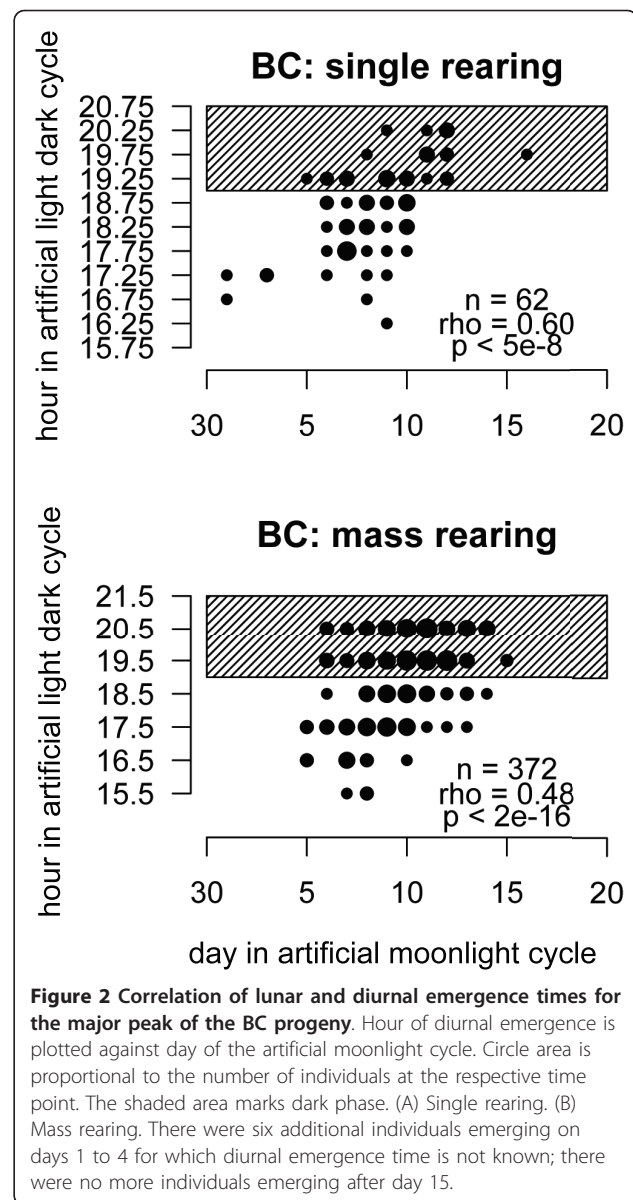 BC: single rearing
hour in artificial light dark cycle
20.75
20.25
19.75
19.25
18.75
18.25
17.75
17.25
16.75
16.25
15.75
n = 62
rho = 0.60
p < 5e-8
30 5 10 15 20
BC: mass rearing
hour in artificial light dark cycle
21.5
20.5
19.5
18.5
17.5
16.5
15.5
n = 372
rho = 0.48
p < 2e-16
30 5 10 15 20
day in artificial moonlight cycle
Figure 2 Correlation of lunar and diurnal emergence times for
the major peak of the BC progeny. Hour of diurnal emergence is
plotted against day of the artificial moonlight cycle. Circle area is
proportional to the number of individuals at the respective time
point. The shaded area marks dark phase. (A) Single rearing. (B)
Mass rearing. There were six additional individuals emerging on
days 1 to 4 for which diurnal emergence time is not known; there
were no more individuals emerging after day 15.